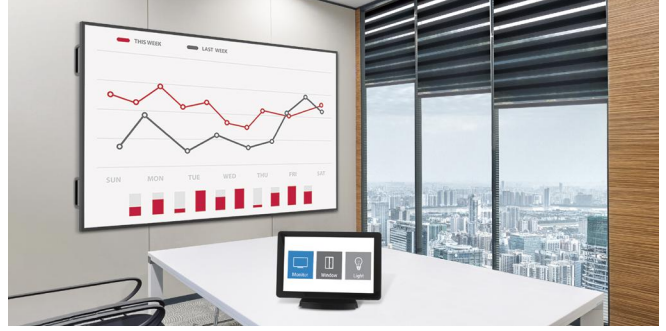 THIS WEEK
LAST WEEK
SUN MON TUE WED THU FRI SAT
Monitor Window Light